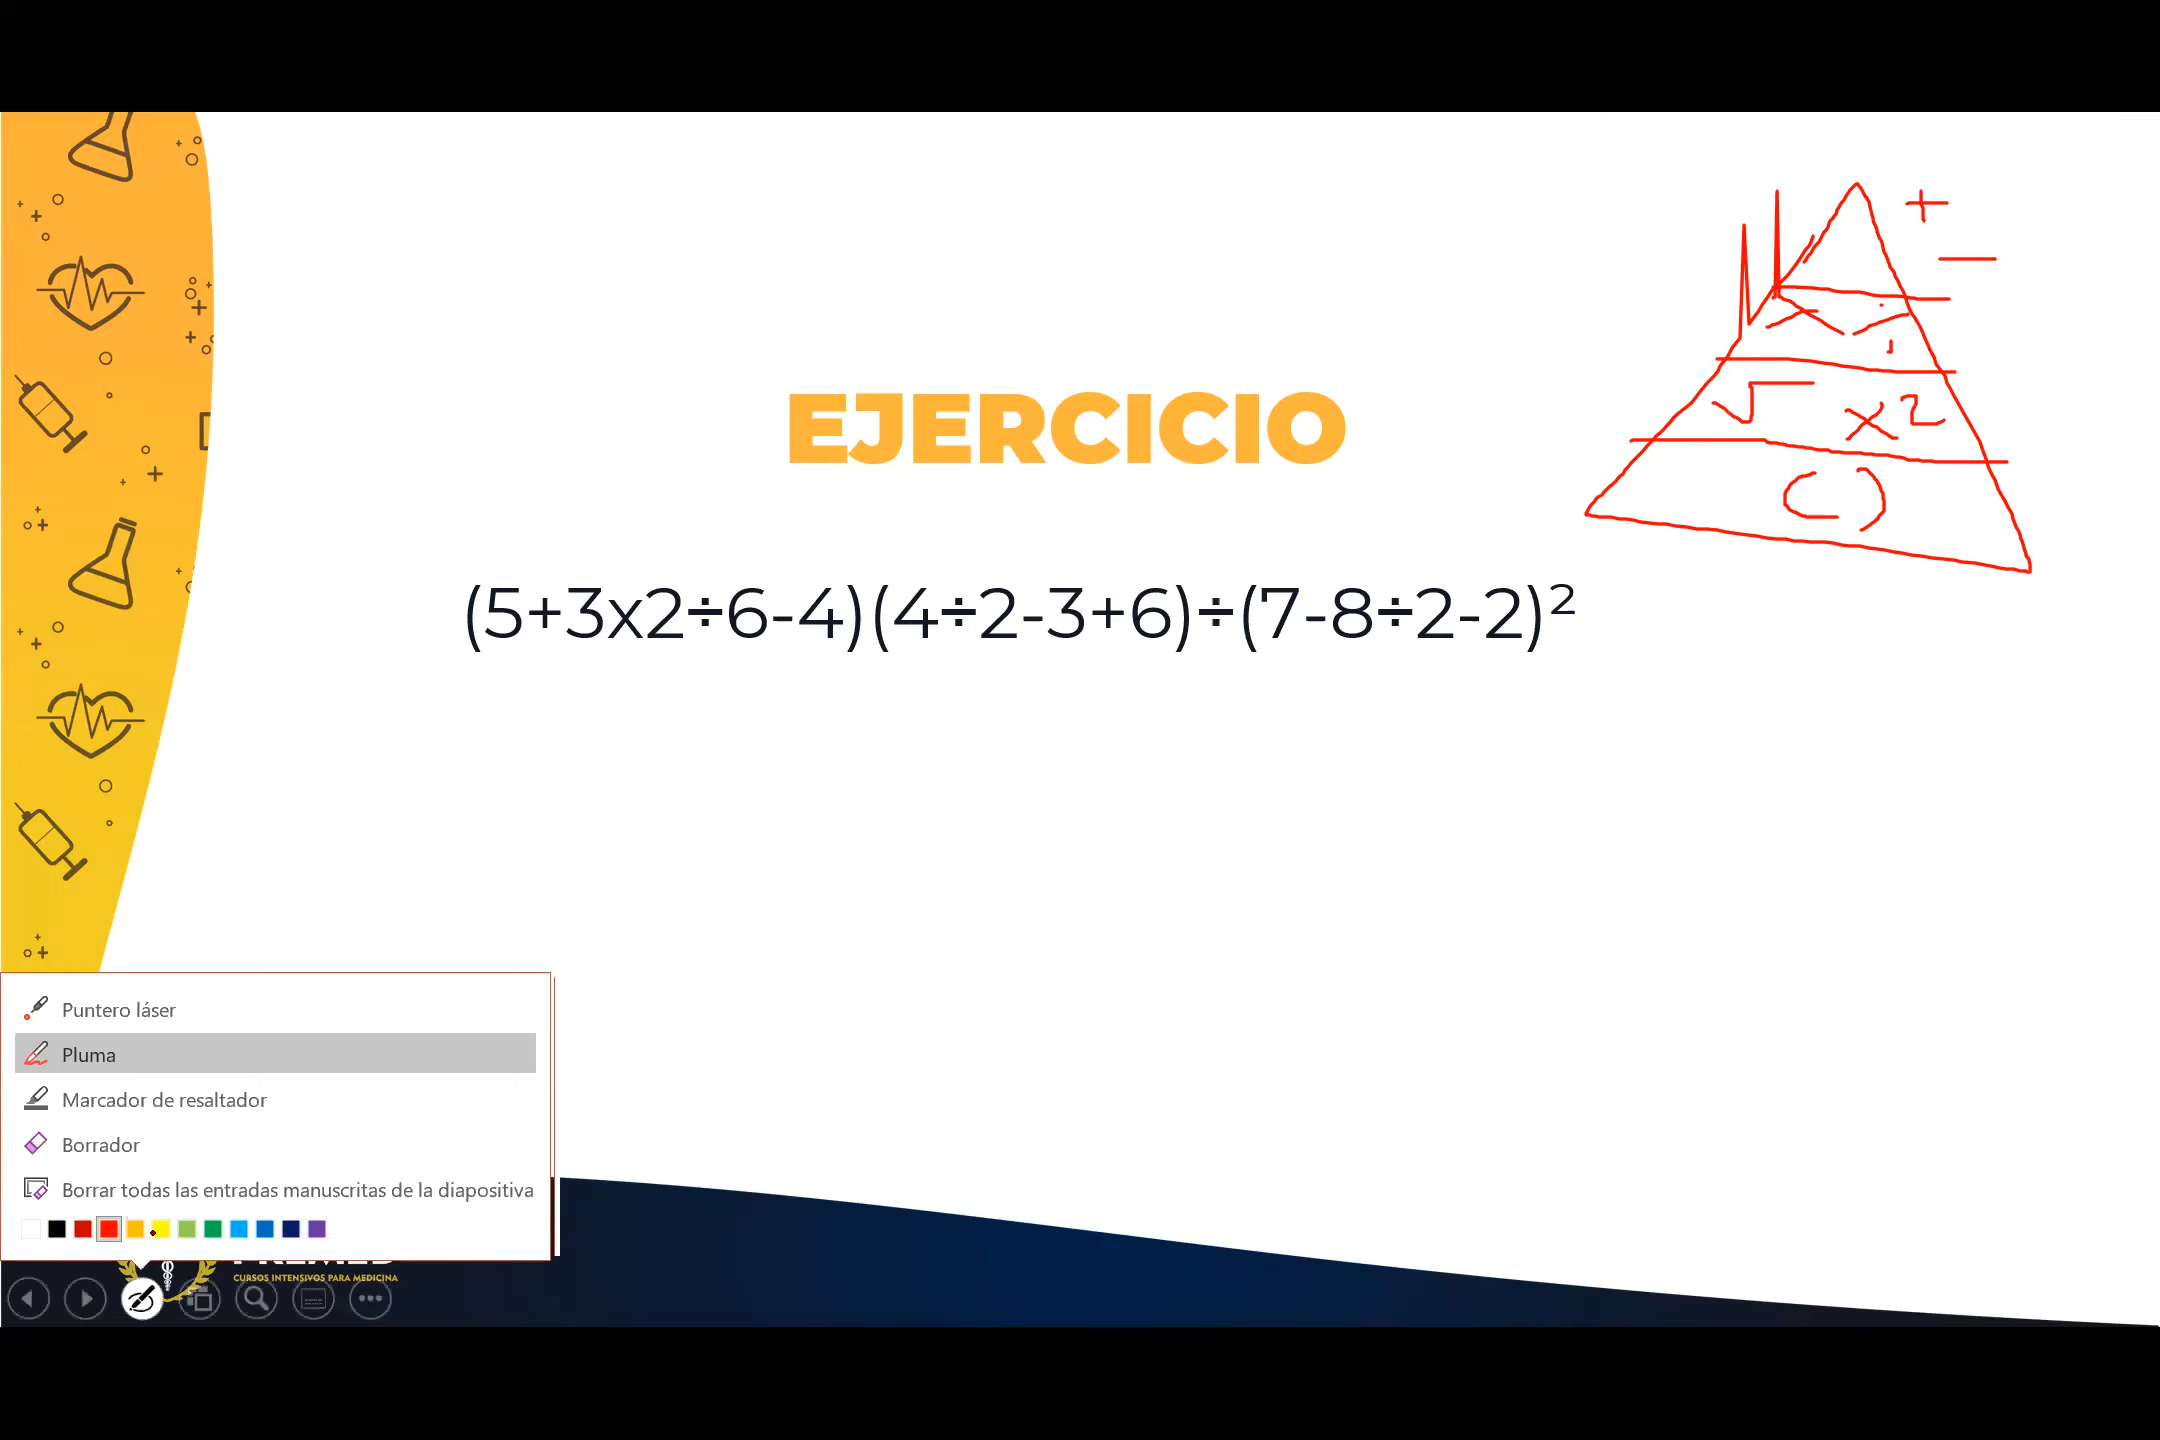 EJERCICIO
(5+3x2÷6-4)(4÷2-3+6)÷(7-8÷2-2)²
+
−
× ÷
√ x2
( )
Puntero láser
Pluma
Marcador de resaltador
Borrador
Borrar todas las entradas manuscritas de la diapositiva
CURSOS INTENSIVOS PARA MEDICINA